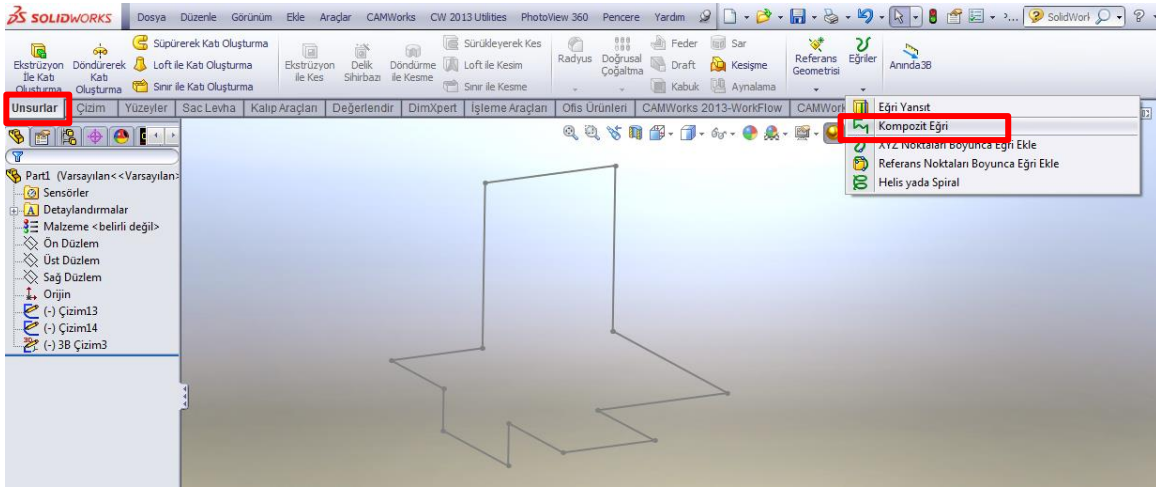 SOLIDWORKS Dosya Düzenle Görünüm Ekle Araçlar CAMWorks CW 2013 Utilities PhotoView 360 Pencere Yardım SolidWorl
Ekstrüzyon İle Katı Oluşturma
Döndürerek Katı Oluşturma
Süpürerek Katı Oluşturma
Loft ile Katı Oluşturma
Sınır ile Katı Oluşturma
Ekstrüzyon ile Kes
Delik Sihirbazı
Döndürme ile Kesme
Sürükleyerek Kes
Loft ile Kesim
Sınır ile Kesme
Radyus
Doğrusal Çoğaltma
Feder
Draft
Kabuk
Sar
Kesişme
Aynalama
Referans Geometrisi
Eğriler
Anında3B
Unsurlar Çizim Yüzeyler Sac Levha Kalıp Araçları Değerlendir DimXpert İşleme Araçları Ofis Ürünleri CAMWorks 2013-WorkFlow CAMWor
Eğri Yansıt
Kompozit Eğri
XYZ Noktaları Boyunca Eğri Ekle
Referans Noktaları Boyunca Eğri Ekle
Helis yada Spiral
Part1 (Varsayılan<<Varsayılan>
Sensörler
Detaylandırmalar
Malzeme <belirli değil>
Ön Düzlem
Üst Düzlem
Sağ Düzlem
Orijin
(-) Çizim13
(-) Çizim14
(-) 3B Çizim3